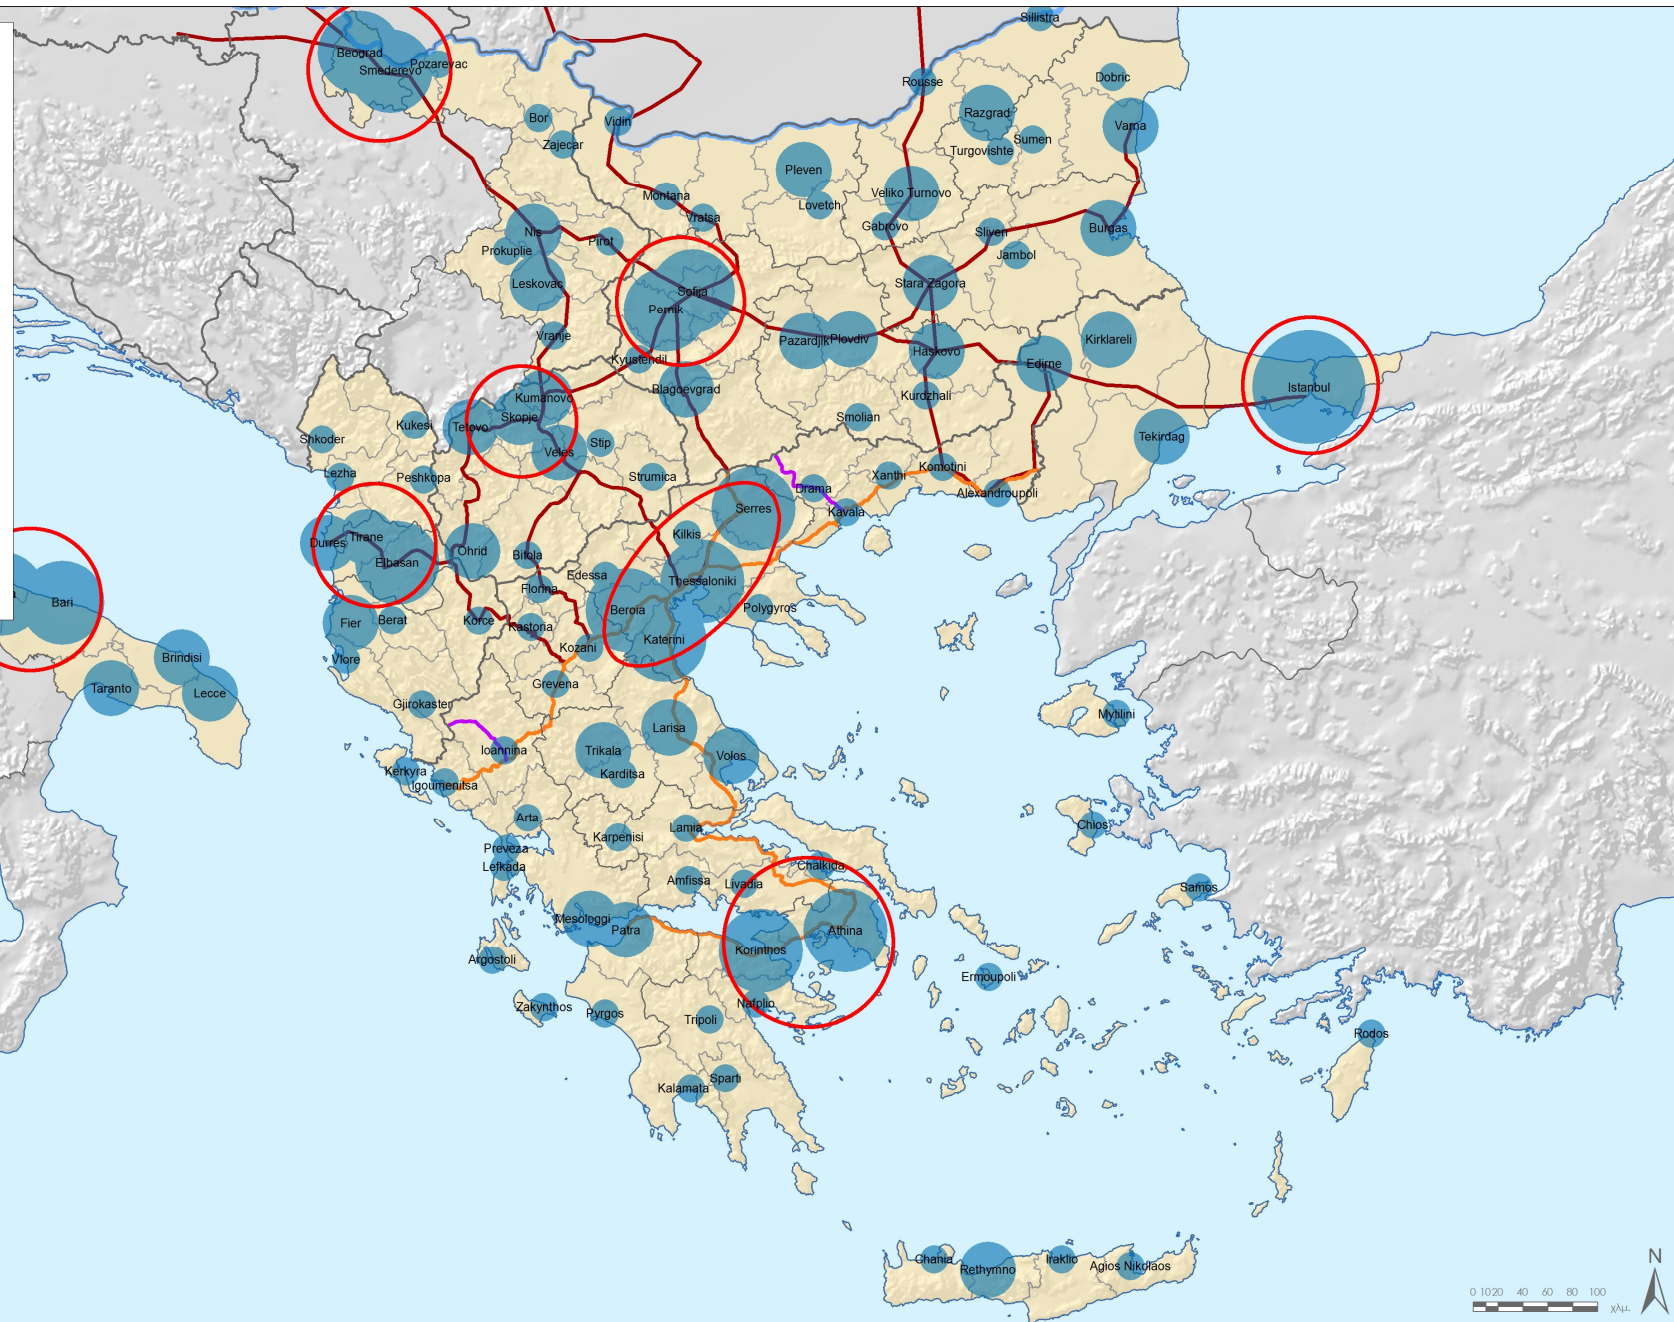 Sillistra
Beograd
Pozarevac
Smederevo
Dobric
Rousse
Bor
Vidin
Razgrad
Varna
Zajecar
Sumen
Turgovishte
Pleven
Montana
Veliko Turnovo
Lovetch
Vratsa
Gabrovo
Nis
Pirot
Sliven
Burgas
Prokuplie
Jambol
Leskovac
Sofija
Stara Zagora
Pernik
Vranje
Pazardjik
Plovdiv
Kirklareli
Haskovo
Kyustendil
Edirne
Blagoevgrad
Istanbul
Kumanovo
Kurdzhali
Skopje
Smolian
Kukesi
Tetovo
Tekirdag
Shkoder
Stip
Veles
Lezha
Peshkopa
Strumica
Xanthi
Komotini
Drama
Alexandroupoli
Serres
Kavala
Kilkis
Durres
Tirane
Ohrid
Bitola
Elbasan
Edessa
Thessaloniki
Florina
Bari
Beroia
Polygyros
Fier
Berat
Korce
Kastoria
Katerini
Kozani
Brindisi
Vlore
Grevena
Taranto
Lecce
Gjirokaster
Mytilini
Larisa
Ioannina
Trikala
Volos
Kerkyra
Karditsa
Igoumenitsa
Arta
Lamia
Chios
Karpenisi
Preveza
Lefkada
Chalkida
Amfissa
Livadia
Samos
Mesologgi
Patra
Athina
Korinthos
Argostoli
Ermoupoli
Nafplio
Zakynthos
Pyrgos
Tripoli
Rodos
Sparti
Kalamata
Chania
Rethymno
Iraklio
Agios Nikolaos
N
0 10 20 40 60 80 100
χλμ.